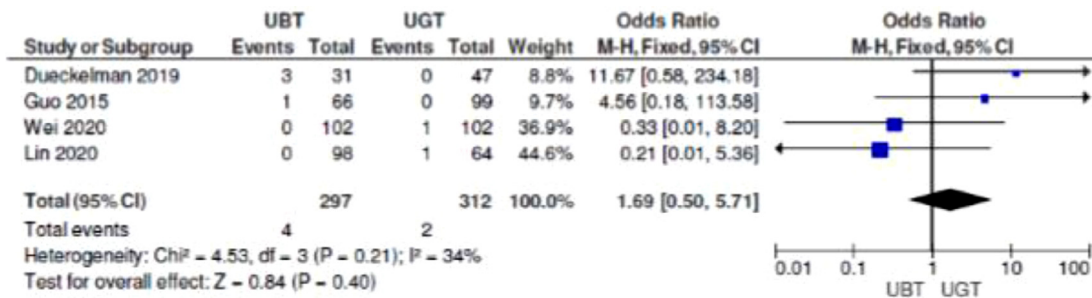 UBT UGT Odds Ratio Odds Ratio
Study or Subgroup Events Total Events Total Weight M-H, Fixed, 95% CI M-H, Fixed, 95% CI
Dueckelman 2019 3 31 0 47 8.8% 11.67 [0.58, 234.18]
Guo 2015 1 66 0 99 9.7% 4.56 [0.18, 113.58]
Wei 2020 0 102 1 102 36.9% 0.33 [0.01, 8.20]
Lin 2020 0 98 1 64 44.6% 0.21 [0.01, 5.36]
Total (95% CI) 297 312 100.0% 1.69 [0.50, 5.71]
Total events 4 2
Heterogeneity: Chi² = 4.53, df = 3 (P = 0.21); I² = 34%
Test for overall effect: Z = 0.84 (P = 0.40)
0.01 0.1 1 10 100
UBT UGT